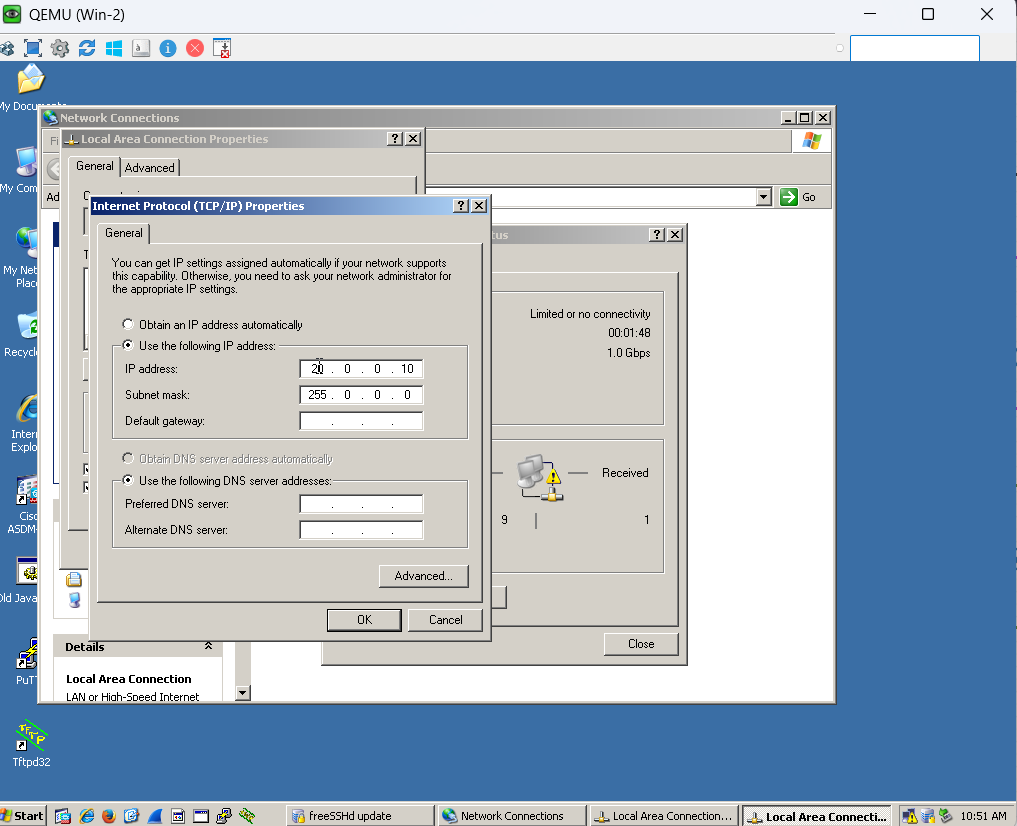 QEMU (Win-2)
My Docum
Network Connections
Local Area Connection Properties
General
Advanced
My Com
Ad
Go
Internet Protocol (TCP/IP) Properties
tus
General
My Net
Place
You can get IP settings assigned automatically if your network supports
this capability. Otherwise, you need to ask your network administrator for
the appropriate IP settings.
Obtain an IP address automatically
Use the following IP address:
IP address:
20 . 0 . 0 . 10
Subnet mask:
255 . 0 . 0 . 0
Default gateway:
. . .
Limited or no connectivity
00:01:48
1.0 Gbps
Recycl
Obtain DNS server address automatically
Use the following DNS server addresses:
Preferred DNS server:
. . .
Alternate DNS server:
. . .
Received
9
1
Intern
Explo
Cisc
ASDM-
Advanced...
OK
Cancel
Close
Old Java
Details
Local Area Connection
LAN or High-Speed Internet
PuTT
Tftpd32
Start
freeSSHd update
Network Connections
Local Area Connection...
Local Area Connecti...
10:51 AM